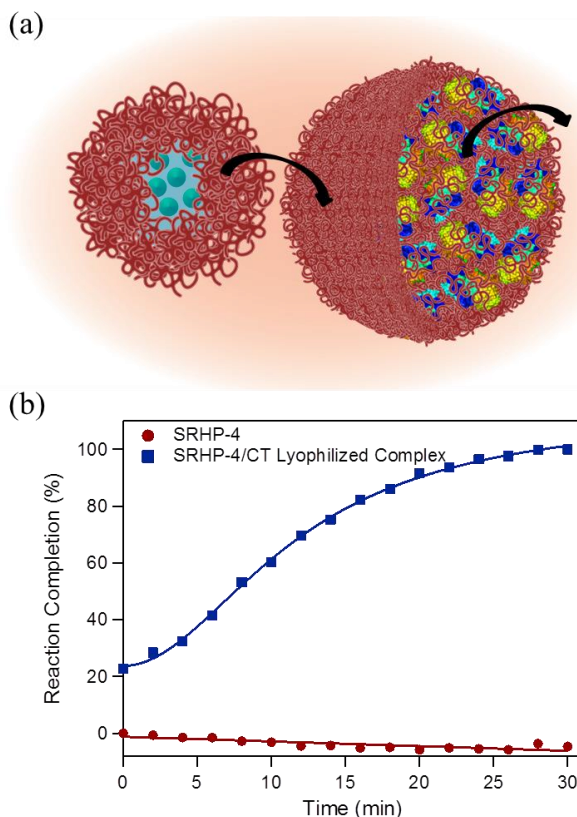 (a)
(b)
SRHP-4
SRHP-4/CT Lyophilized Complex
Reaction Completion (%)
100
80
60
40
20
0
0
5
10
15
20
25
30
Time (min)